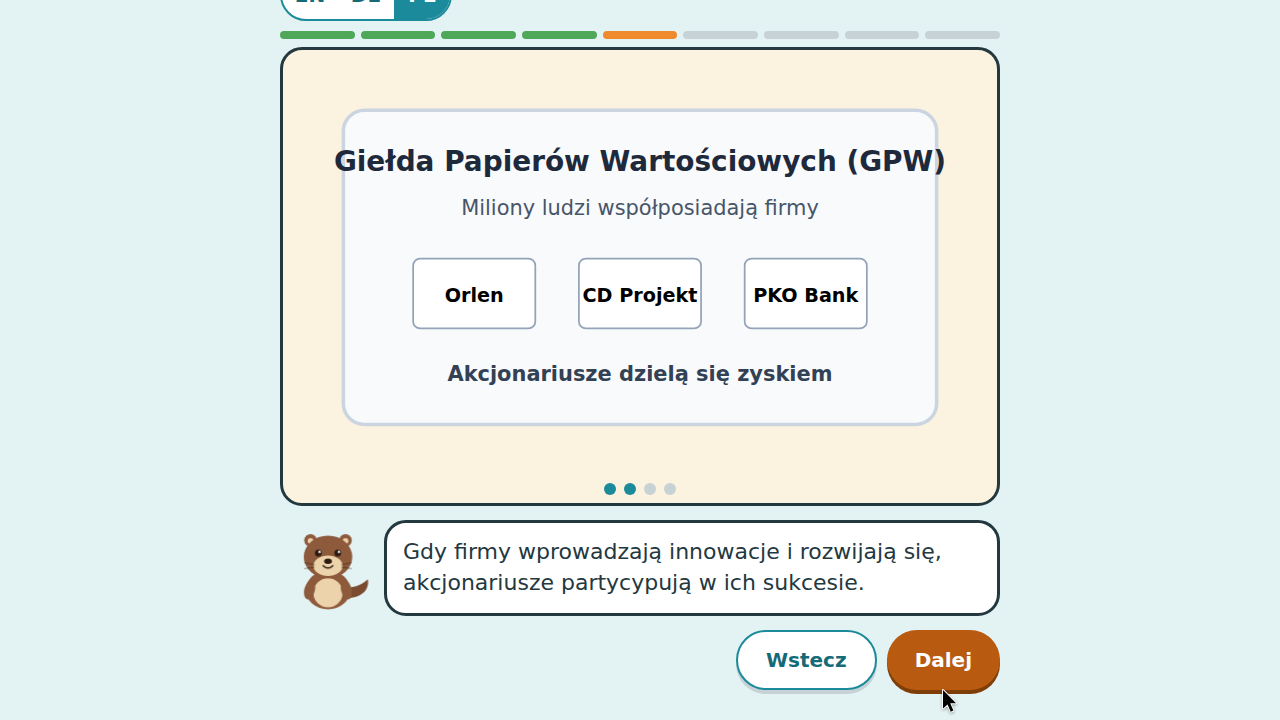 Giełda Papierów Wartościowych (GPW)
Miliony ludzi współposiadają firmy
Orlen
CD Projekt
PKO Bank
Akcjonariusze dzielą się zyskiem
Gdy firmy wprowadzają innowacje i rozwijają się,
akcjonariusze partycypują w ich sukcesie.
Wstecz
Dalej